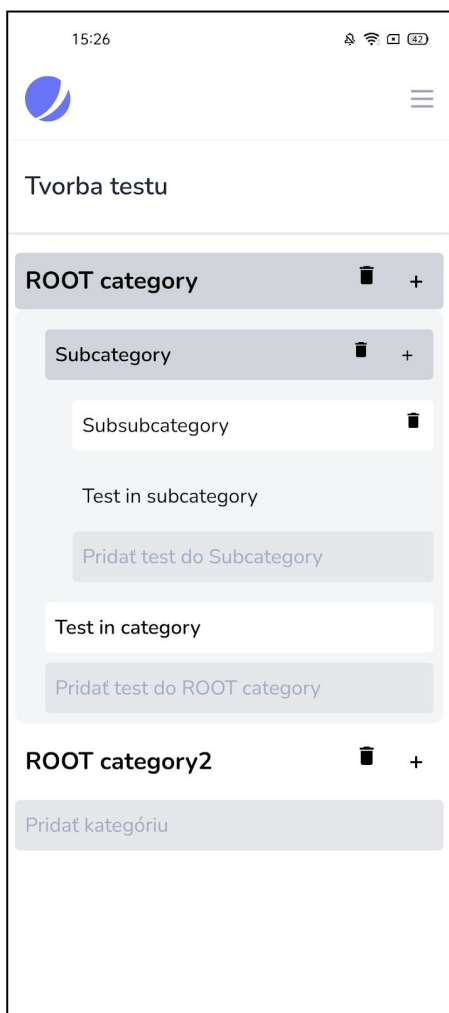 15:26
42
Tvorba testu
ROOT category
+
Subcategory
+
Subsubcategory
Test in subcategory
Pridať test do Subcategory
Test in category
Pridať test do ROOT category
ROOT category2
+
Pridať kategóriu